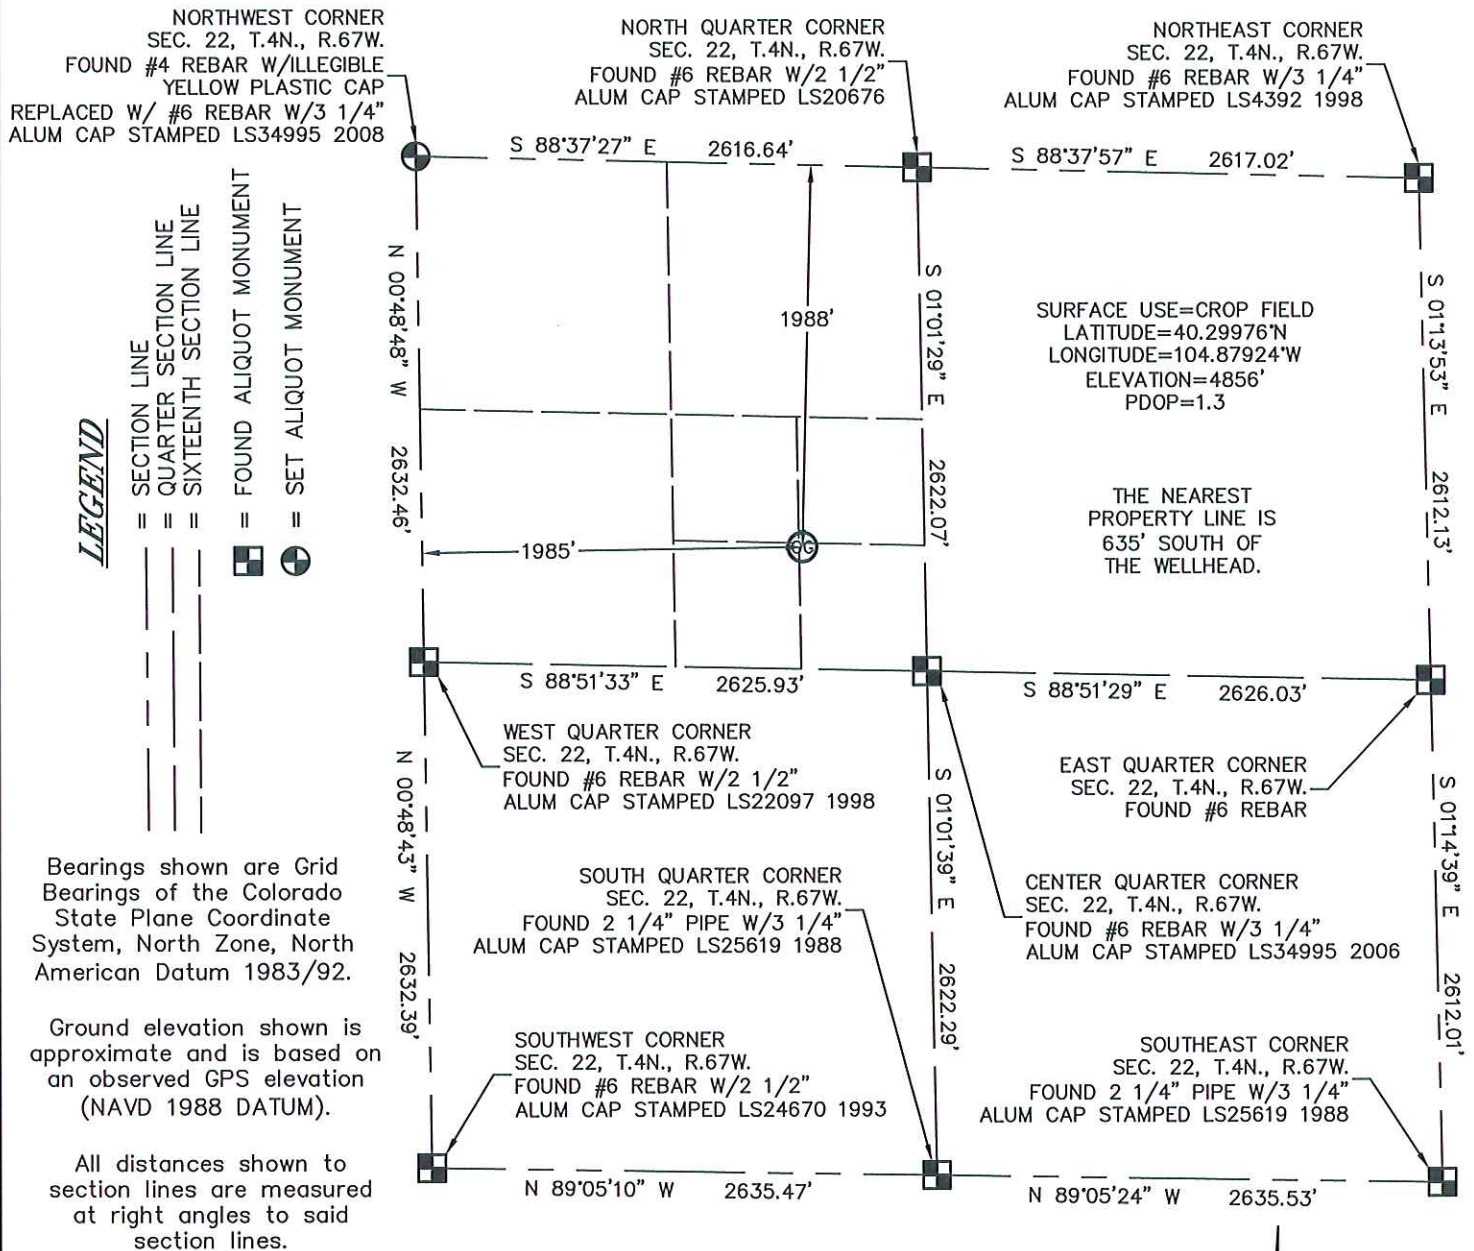 NORTHWEST CORNER
SEC. 22, T.4N., R.67W.
FOUND #4 REBAR W/ILLEGIBLE
YELLOW PLASTIC CAP
REPLACED W/ #6 REBAR W/3 1/4"
ALUM CAP STAMPED LS34995 2008
NORTH QUARTER CORNER
SEC. 22, T.4N., R.67W.
FOUND #6 REBAR W/2 1/2"
ALUM CAP STAMPED LS20676
NORTHEAST CORNER
SEC. 22, T.4N., R.67W.
FOUND #6 REBAR W/3 1/4"
ALUM CAP STAMPED LS4392 1998
S 88°37'27" E 2616.64'
S 88°37'57" E 2617.02'
LEGEND
= SECTION LINE
= QUARTER SECTION LINE
= SIXTEENTH SECTION LINE
= FOUND ALIQUOT MONUMENT
= SET ALIQUOT MONUMENT
N 00°48'48" W 2632.46'
1988'
S 01°01'29" E 2622.07'
SURFACE USE=CROP FIELD
LATITUDE=40.29976°N
LONGITUDE=104.87924°W
ELEVATION=4856'
PDOP=1.3
S 01°13'53" E 2612.13'
THE NEAREST
PROPERTY LINE IS
635' SOUTH OF
THE WELLHEAD.
1985'
OG
S 88°51'33" E 2625.93'
S 88°51'29" E 2626.03'
WEST QUARTER CORNER
SEC. 22, T.4N., R.67W.
FOUND #6 REBAR W/2 1/2"
ALUM CAP STAMPED LS22097 1998
EAST QUARTER CORNER
SEC. 22, T.4N., R.67W.
FOUND #6 REBAR
N 00°48'43" W 2632.39'
S 01°01'39" E 2622.29'
S 01°14'39" E 2612.01'
SOUTH QUARTER CORNER
SEC. 22, T.4N., R.67W.
FOUND 2 1/4" PIPE W/3 1/4"
ALUM CAP STAMPED LS25619 1988
CENTER QUARTER CORNER
SEC. 22, T.4N., R.67W.
FOUND #6 REBAR W/3 1/4"
ALUM CAP STAMPED LS34995 2006
Bearings shown are Grid
Bearings of the Colorado
State Plane Coordinate
System, North Zone, North
American Datum 1983/92.
Ground elevation shown is
approximate and is based on
an observed GPS elevation
(NAVD 1988 DATUM).
All distances shown to
section lines are measured
at right angles to said
section lines.
SOUTHWEST CORNER
SEC. 22, T.4N., R.67W.
FOUND #6 REBAR W/2 1/2"
ALUM CAP STAMPED LS24670 1993
SOUTHEAST CORNER
SEC. 22, T.4N., R.67W.
FOUND 2 1/4" PIPE W/3 1/4"
ALUM CAP STAMPED LS25619 1988
N 89°05'10" W 2635.47'
N 89°05'24" W 2635.53'